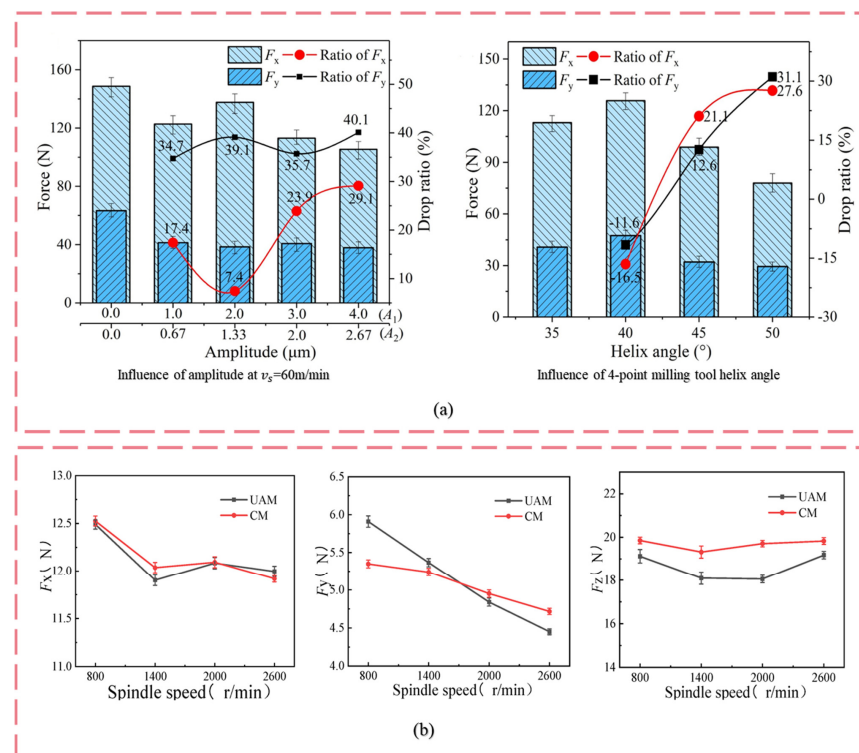 Fx Ratio of Fx
Fy Ratio of Fy
160
120
80
40
0
Force (N)
50
40
30
20
10
Drop ratio (%)
34.7
39.1
35.7
40.1
17.4
7.4
23.9
29.1
0.0 1.0 2.0 3.0 4.0 (A1)
0.0 0.67 1.33 2.0 2.67 (A2)
Amplitude (μm)
Influence of amplitude at vs=60m/min
Fx Ratio of Fx
Fy Ratio of Fy
150
120
90
60
30
0
Force (N)
30
15
0
-15
-30
Drop ratio (%)
31.1
27.6
21.1
12.6
-11.6
-16.5
35 40 45 50
Helix angle (°)
Influence of 4-point milling tool helix angle
(a)
13.0
12.5
12.0
11.5
11.0
Fx( N)
UAM
CM
800 1400 2000 2600
Spindle speed( r/min)
6.5
6.0
5.5
5.0
4.5
4.0
Fy( N)
UAM
CM
800 1400 2000 2600
Spindle speed( r/min)
22
20
18
16
14
Fz( N)
UAM
CM
800 1400 2000 2600
Spindle speed( r/min)
(b)